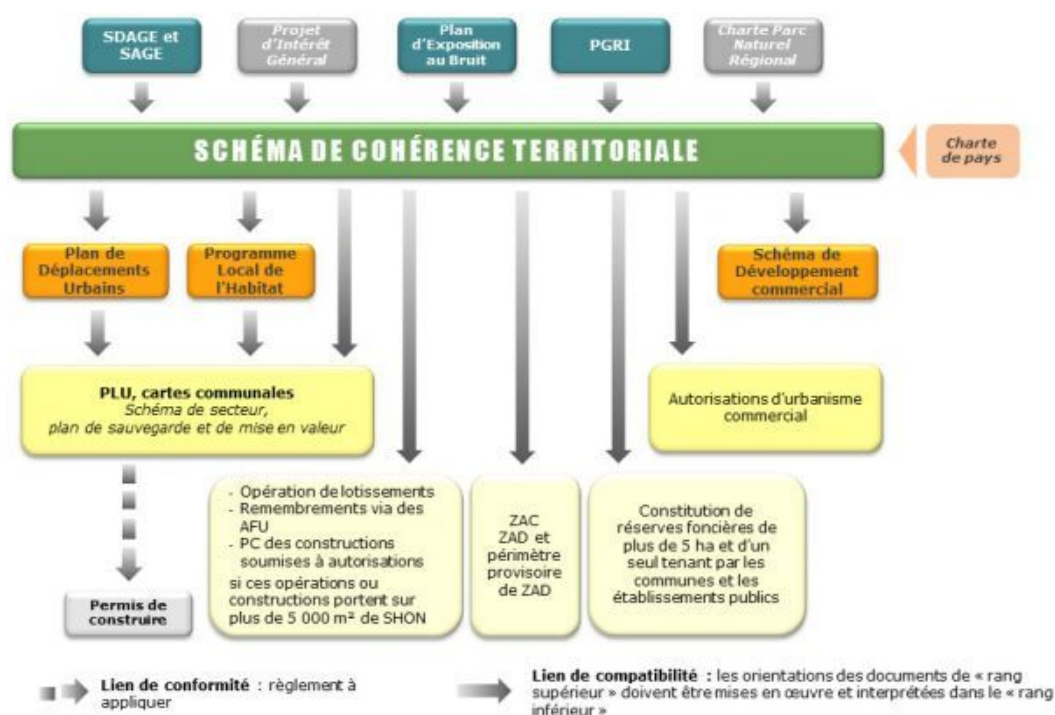 SDAGE et
SAGE
Projet
d'Intérêt
Général
Plan
d'Exposition
au Bruit
PGRI
Charte Parc
Naturel
Régional
SCHÉMA DE COHÉRENCE TERRITORIALE
Charte
de pays
Plan de
Déplacements
Urbains
Programme
Local de
l'Habitat
Schéma de
Développement
commercial
PLU, cartes communales
Schéma de secteur,
plan de sauvegarde et de mise en valeur
Autorisations d'urbanisme
commercial
- Opération de lotissements
- Remembrements via des
AFU
- PC des constructions
soumises à autorisations
si ces opérations ou
constructions portent sur
plus de 5 000 m² de SHON
ZAC
ZAD et
périmètre
provisoire
de ZAD
Constitution de
réserves foncières de
plus de 5 ha et d'un
seul tenant par les
communes et les
établissements publics
Permis de
construire
Lien de conformité : règlement à
appliquer
Lien de compatibilité : les orientations des documents de « rang
supérieur » doivent être mises en œuvre et interprétées dans le « rang
inférieur »